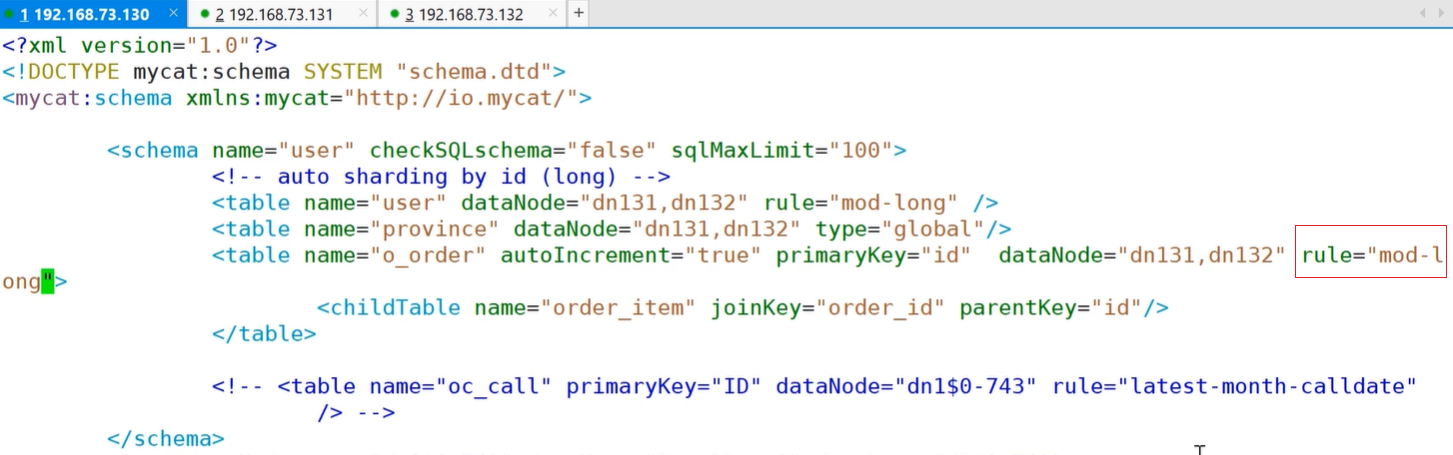 1 192.168.73.130 × 2 192.168.73.131 × 3 192.168.73.132 × +
<?xml version="1.0"?>
<!DOCTYPE mycat:schema SYSTEM "schema.dtd">
<mycat:schema xmlns:mycat="http://io.mycat/">
<schema name="user" checkSQLschema="false" sqlMaxLimit="100">
<!-- auto sharding by id (long) -->
<table name="user" dataNode="dn131,dn132" rule="mod-long" />
<table name="province" dataNode="dn131,dn132" type="global"/>
<table name="o_order" autoIncrement="true" primaryKey="id"  dataNode="dn131,dn132" rule="mod-l
ong">
<childTable name="order_item" joinKey="order_id" parentKey="id"/>
</table>
<!-- <table name="oc_call" primaryKey="ID" dataNode="dn1$0-743" rule="latest-month-calldate"
/> -->
</schema>